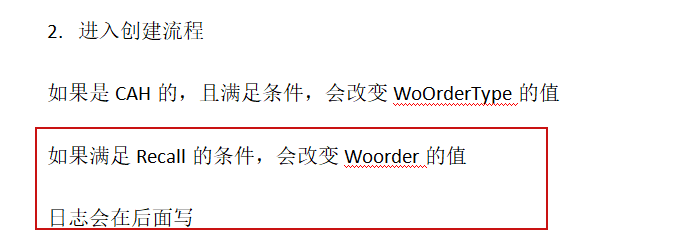 2. 进入创建流程
如果是 CAH 的，且满足条件，会改变 WoOrderType 的值
如果满足 Recall 的条件，会改变 Woorder 的值
日志会在后面写